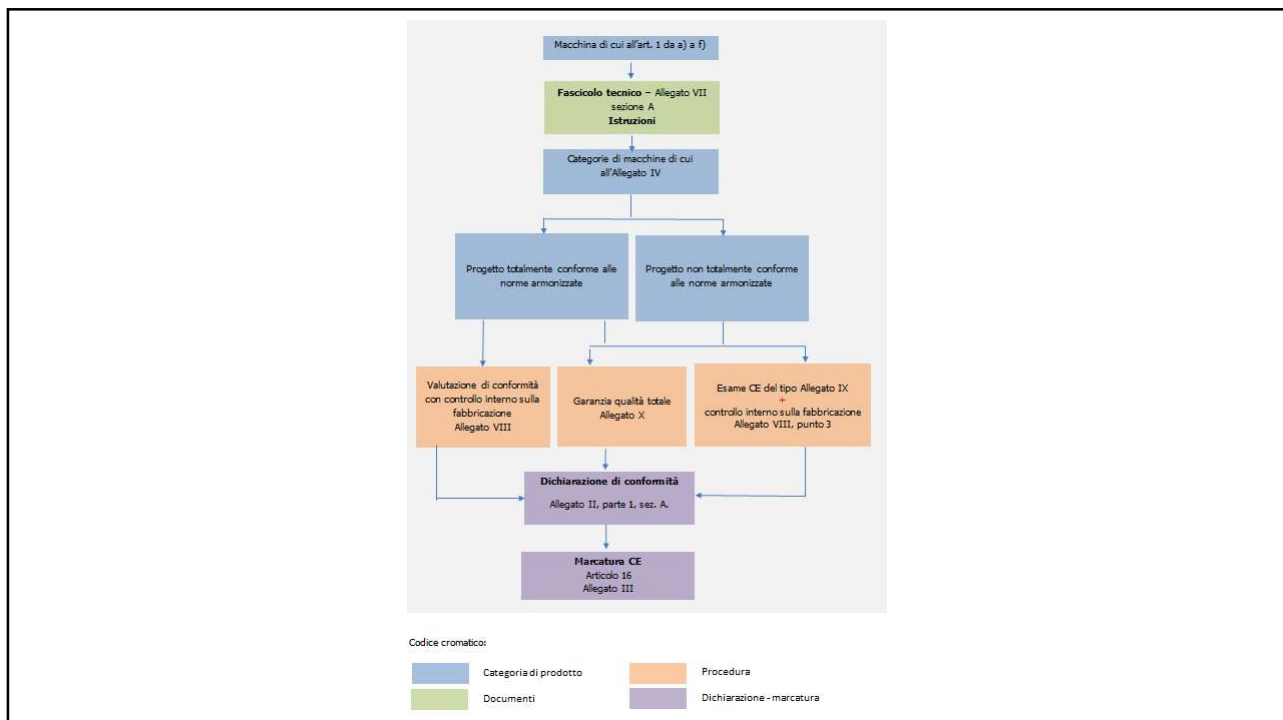 Macchina di cui all'art. 1 da a) a f)
Fascicolo tecnico – Allegato VII
sezione A
Istruzioni
Categorie di macchine di cui
all'Allegato IV
Progetto totalmente conforme alle
norme armonizzate
Progetto non totalmente conforme
alle norme armonizzate
Valutazione di conformità
con controllo interno sulla
fabbricazione
Allegato VIII
Garanzia qualità totale
Allegato X
Esame CE del tipo Allegato IX
+
controllo interno sulla fabbricazione
Allegato VIII, punto 3
Dichiarazione di conformità
Allegato II, parte 1, sez. A.
Marcatura CE
Articolo 16
Allegato III
Codice cromatico:
Categoria di prodotto
Procedura
Documenti
Dichiarazione - marcatura